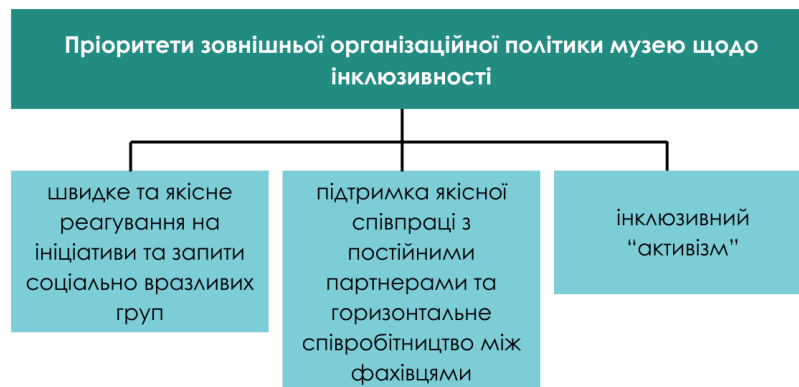 Пріоритети зовнішньої організаційної політики музею щодо
інклюзивності
швидке та якісне
реагування на
ініціативи та запити
соціально вразливих
груп
підтримка якісної
співпраці з
постійними
партнерами та
горизонтальне
співробітництво між
фахівцями
інклюзивний
“активізм”